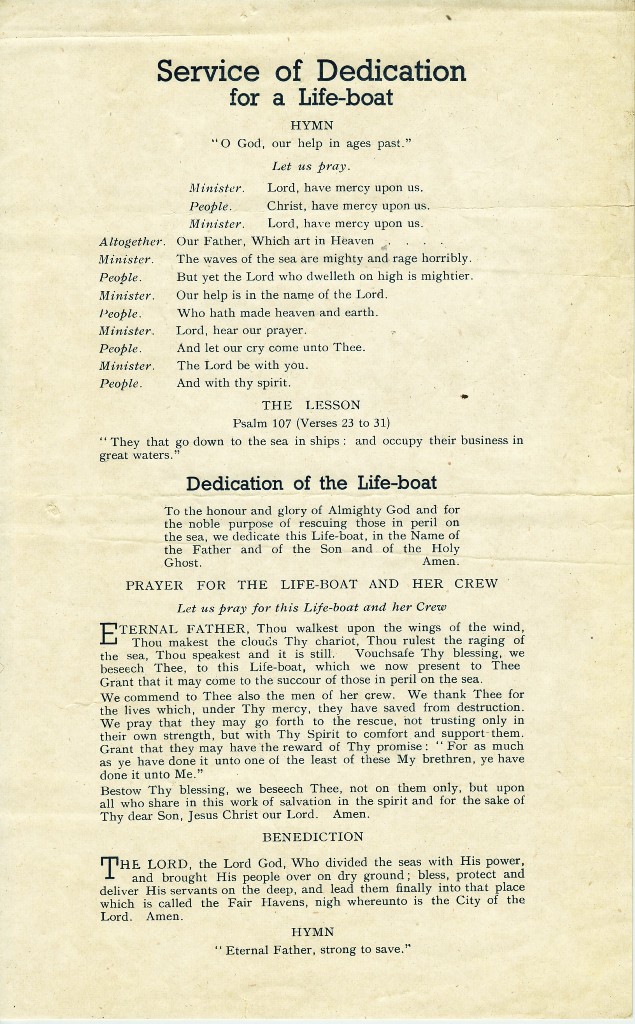 Service of Dedication
for a Life-boat
HYMN
"O God, our help in ages past."
Let us pray.
Minister. Lord, have mercy upon us.
People. Christ, have mercy upon us.
Minister. Lord, have mercy upon us.
Altogether. Our Father, Which art in Heaven . . . .
Minister. The waves of the sea are mighty and rage horribly.
People. But yet the Lord who dwelleth on high is mightier.
Minister. Our help is in the name of the Lord.
People. Who hath made heaven and earth.
Minister. Lord, hear our prayer.
People. And let our cry come unto Thee.
Minister. The Lord be with you.
People. And with thy spirit.
THE LESSON
Psalm 107 (Verses 23 to 31)
"They that go down to the sea in ships : and occupy their business in
great waters."
Dedication of the Life-boat
To the honour and glory of Almighty God and for
the noble purpose of rescuing those in peril on
the sea, we dedicate this Life-boat, in the Name of
the Father and of the Son and of the Holy
Ghost. Amen.
PRAYER FOR THE LIFE-BOAT AND HER CREW
Let us pray for this Life-boat and her Crew
ETERNAL FATHER, Thou walkest upon the wings of the wind,
Thou makest the clouds Thy chariot, Thou rulest the raging of
the sea, Thou speakest and it is still. Vouchsafe Thy blessing, we
beseech Thee, to this Life-boat, which we now present to Thee
Grant that it may come to the succour of those in peril on the sea.
We commend to Thee also the men of her crew. We thank Thee for
the lives which, under Thy mercy, they have saved from destruction.
We pray that they may go forth to the rescue, not trusting only in
their own strength, but with Thy Spirit to comfort and support them.
Grant that they may have the reward of Thy promise : "For as much
as ye have done it unto one of the least of these My brethren, ye have
done it unto Me."
Bestow Thy blessing, we beseech Thee, not on them only, but upon
all who share in this work of salvation in the spirit and for the sake of
Thy dear Son, Jesus Christ our Lord. Amen.
BENEDICTION
THE LORD, the Lord God, Who divided the seas with His power,
and brought His people over on dry ground ; bless, protect and
deliver His servants on the deep, and lead them finally into that place
which is called the Fair Havens, nigh whereunto is the City of the
Lord. Amen.
HYMN
"Eternal Father, strong to save."